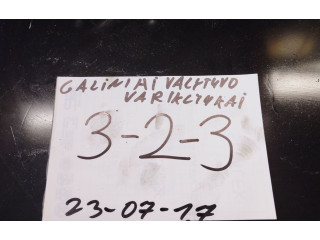 GALINIAI VALYTUVO
VARIKLIUKAI
3-2-3
23-07-17